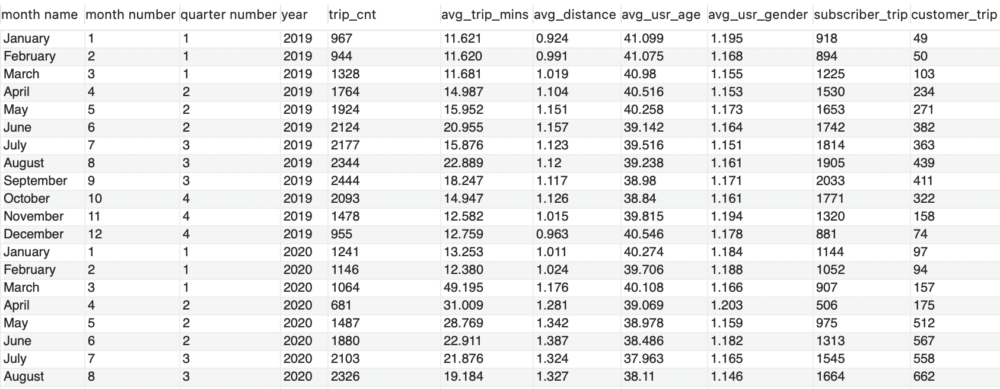 month name month number quarter number year trip_cnt avg_trip_mins avg_distance avg_usr_age avg_usr_gender subscriber_trip customer_trip
January 1 1 2019 967 11.621 0.924 41.099 1.195 918 49
February 2 1 2019 944 11.620 0.991 41.075 1.168 894 50
March 3 1 2019 1328 11.681 1.019 40.98 1.155 1225 103
April 4 2 2019 1764 14.987 1.104 40.516 1.153 1530 234
May 5 2 2019 1924 15.952 1.151 40.258 1.173 1653 271
June 6 2 2019 2124 20.955 1.157 39.142 1.164 1742 382
July 7 3 2019 2177 15.876 1.123 39.516 1.151 1814 363
August 8 3 2019 2344 22.889 1.12 39.238 1.161 1905 439
September 9 3 2019 2444 18.247 1.117 38.98 1.171 2033 411
October 10 4 2019 2093 14.947 1.126 38.84 1.161 1771 322
November 11 4 2019 1478 12.582 1.015 39.815 1.194 1320 158
December 12 4 2019 955 12.759 0.963 40.546 1.178 881 74
January 1 1 2020 1241 13.253 1.011 40.274 1.184 1144 97
February 2 1 2020 1146 12.380 1.024 39.706 1.188 1052 94
March 3 1 2020 1064 49.195 1.176 40.108 1.166 907 157
April 4 2 2020 681 31.009 1.281 39.069 1.203 506 175
May 5 2 2020 1487 28.769 1.342 38.978 1.159 975 512
June 6 2 2020 1880 22.911 1.387 38.486 1.182 1313 567
July 7 3 2020 2103 21.876 1.324 37.963 1.165 1545 558
August 8 3 2020 2326 19.184 1.327 38.11 1.146 1664 662